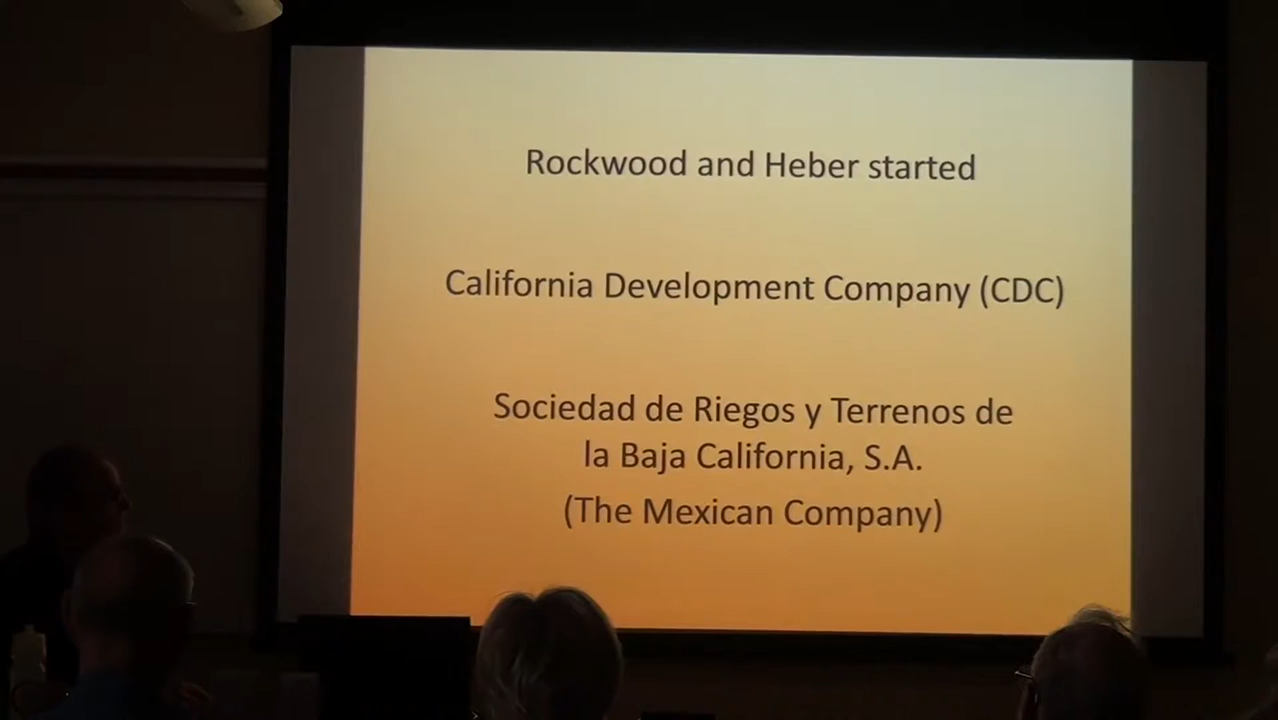 Rockwood and Heber started
California Development Company (CDC)
Sociedad de Riegos y Terrenos de
la Baja California, S.A.
(The Mexican Company)